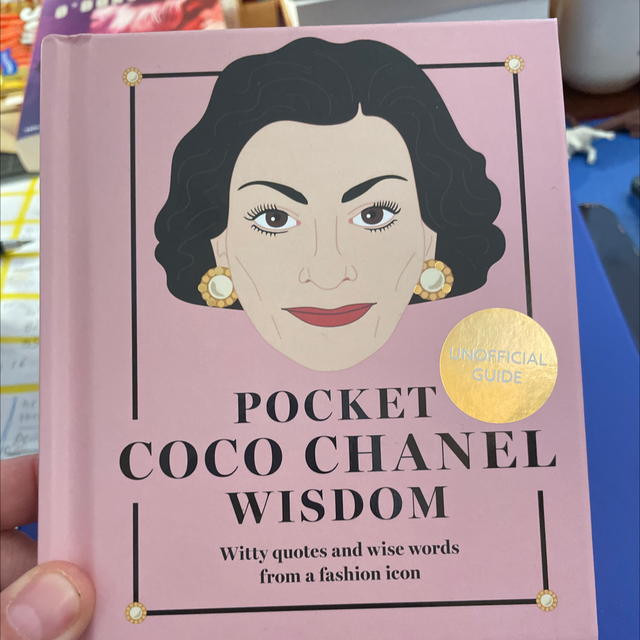 UNOFFICIAL
GUIDE
POCKET
COCO CHANEL
WISDOM
Witty quotes and wise words
from a fashion icon